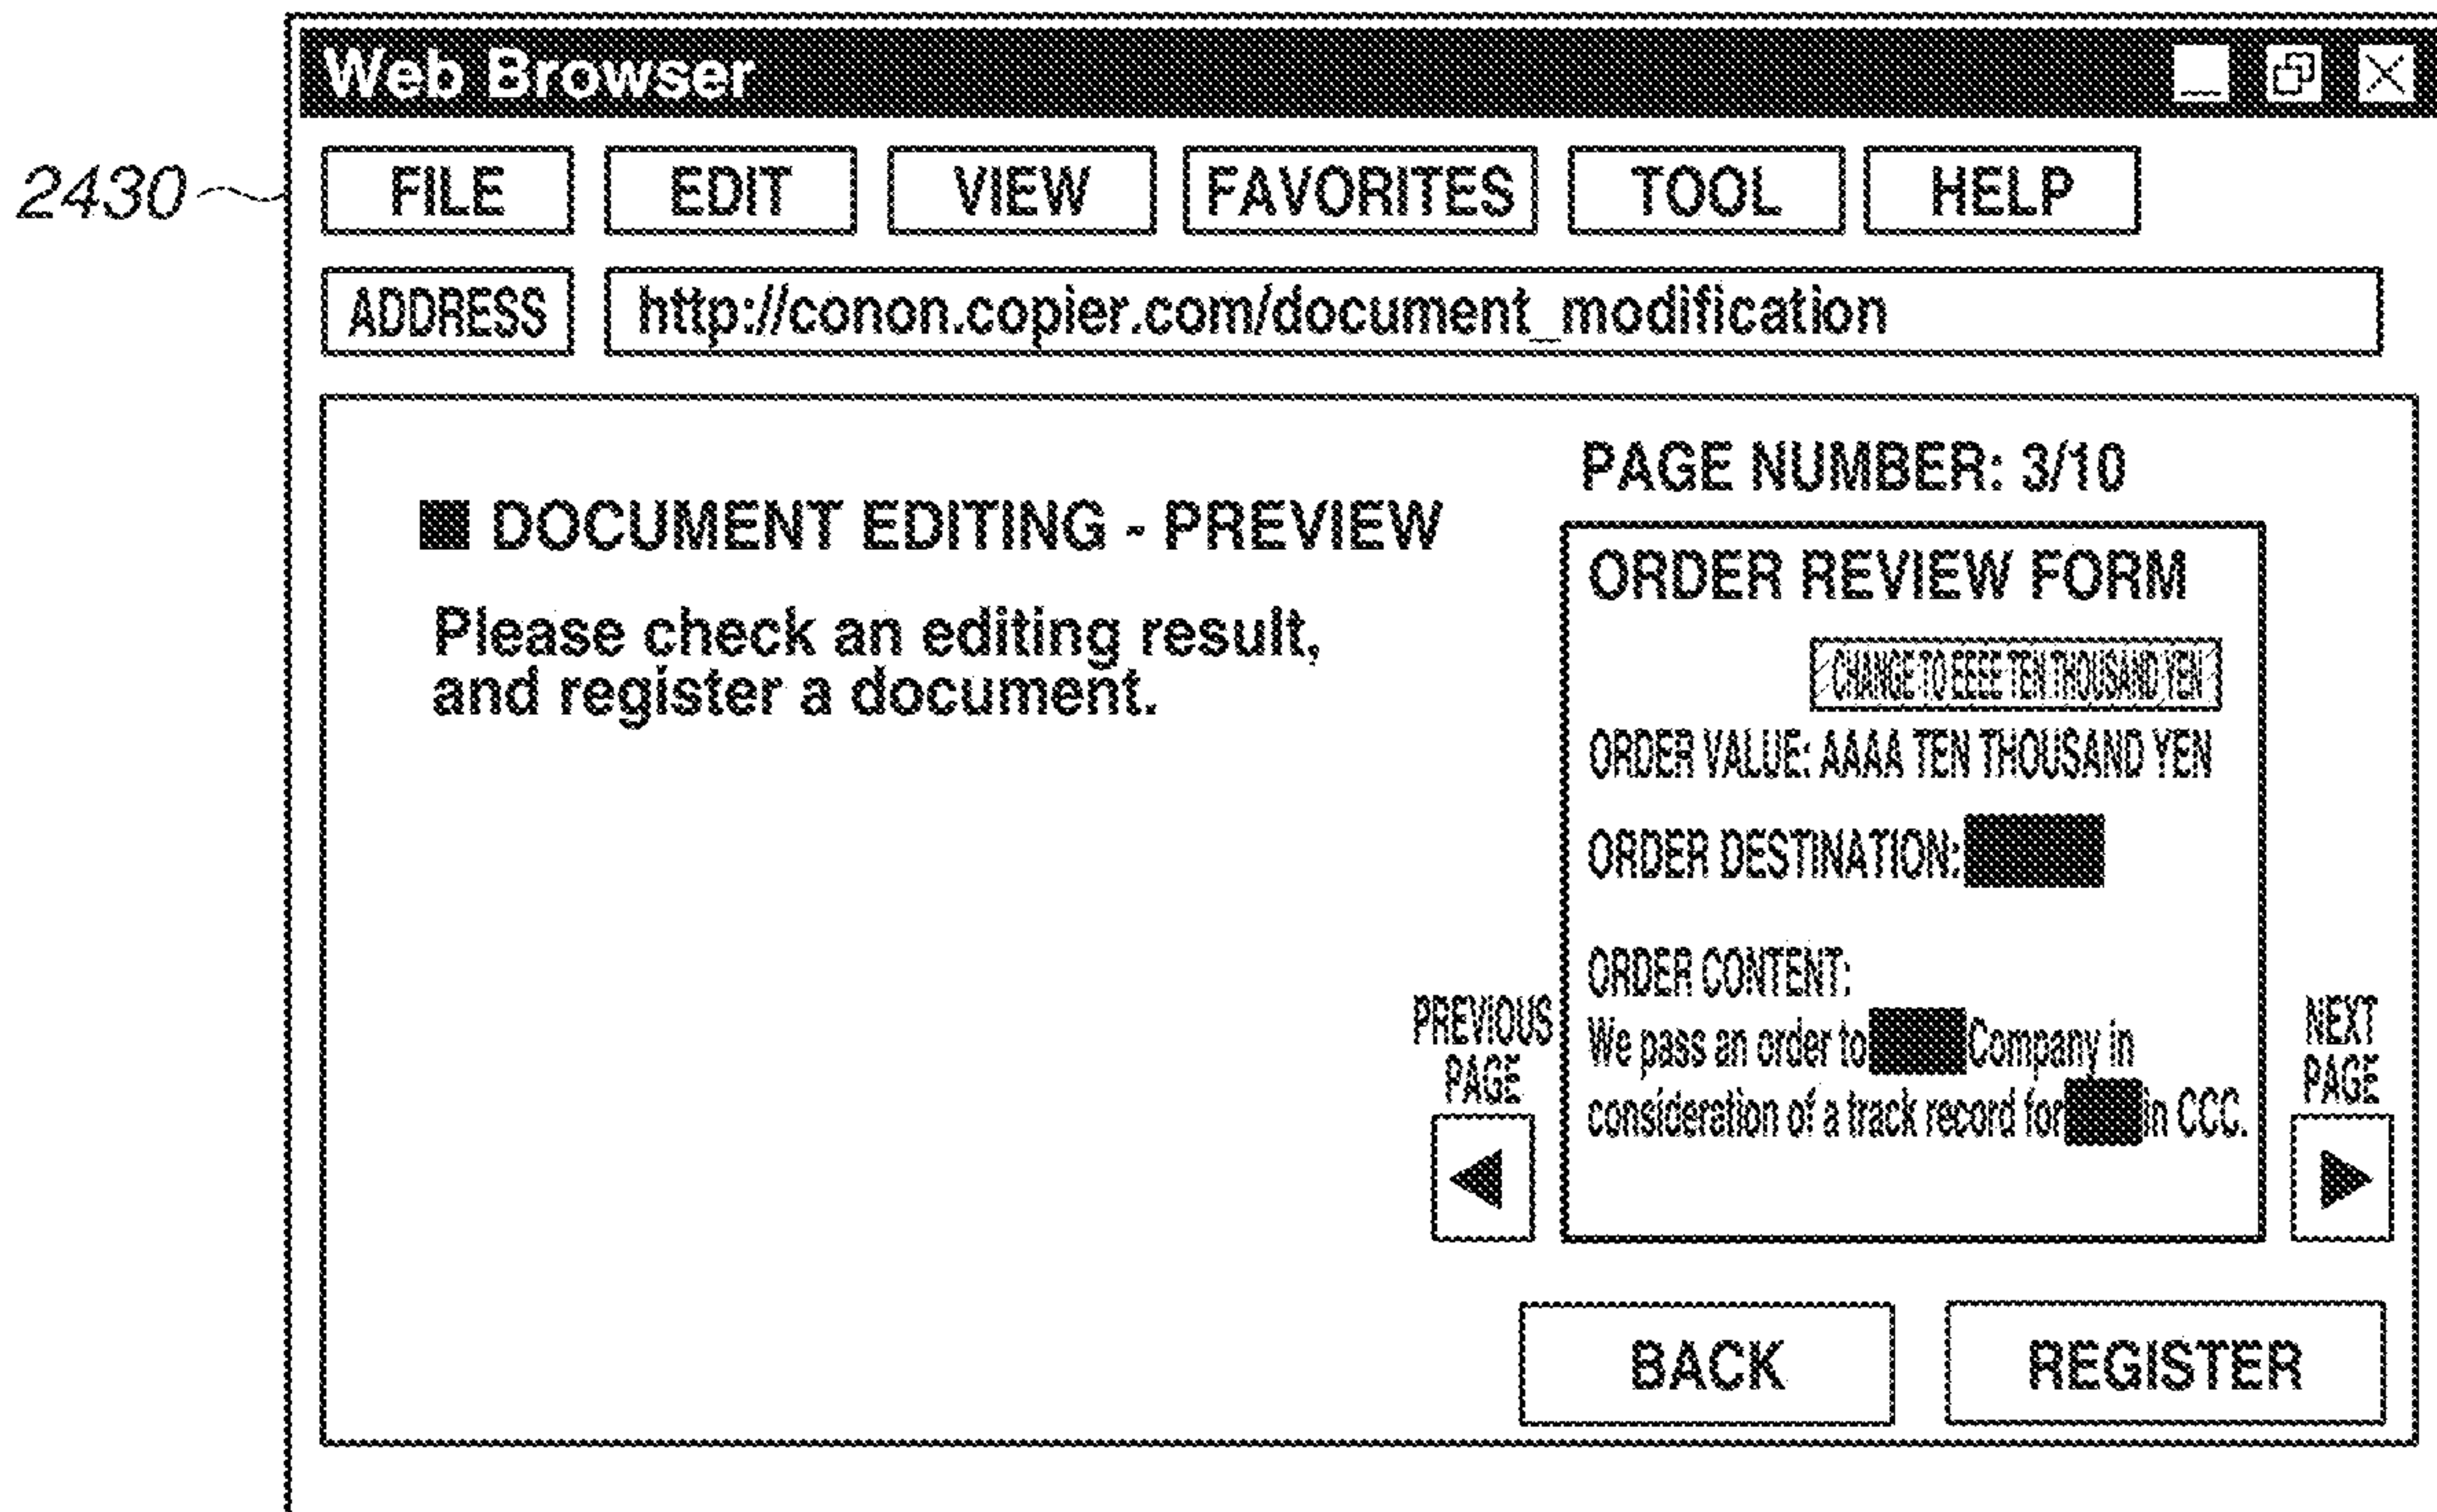 Web Browser
2430
FILE EDIT VIEW FAVORITES TOOL HELP
ADDRESS http://conon.copier.com/document_modification
PAGE NUMBER: 3/10
■ DOCUMENT EDITING - PREVIEW
Please check an editing result,
and register a document.
ORDER REVIEW FORM
CHANGE TO EEEE TEN THOUSAND YEN
ORDER VALUE: AAAA TEN THOUSAND YEN
ORDER DESTINATION:
ORDER CONTENT:
We pass an order to Company in
consideration of a track record for in CCC.
PREVIOUS
PAGE
NEXT
PAGE
BACK REGISTER